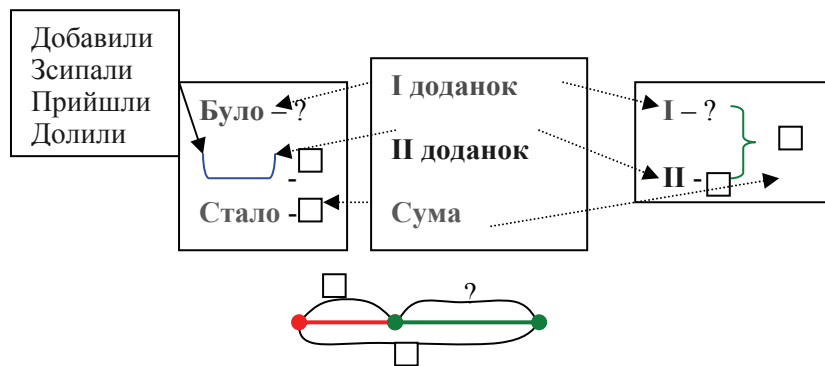 Добавили
Зсипали
Прийшли
Долили
Було – ?
- □
Стало - □
І доданок
ІІ доданок
Сума
І – ?
□
ІІ - □
□
?
□